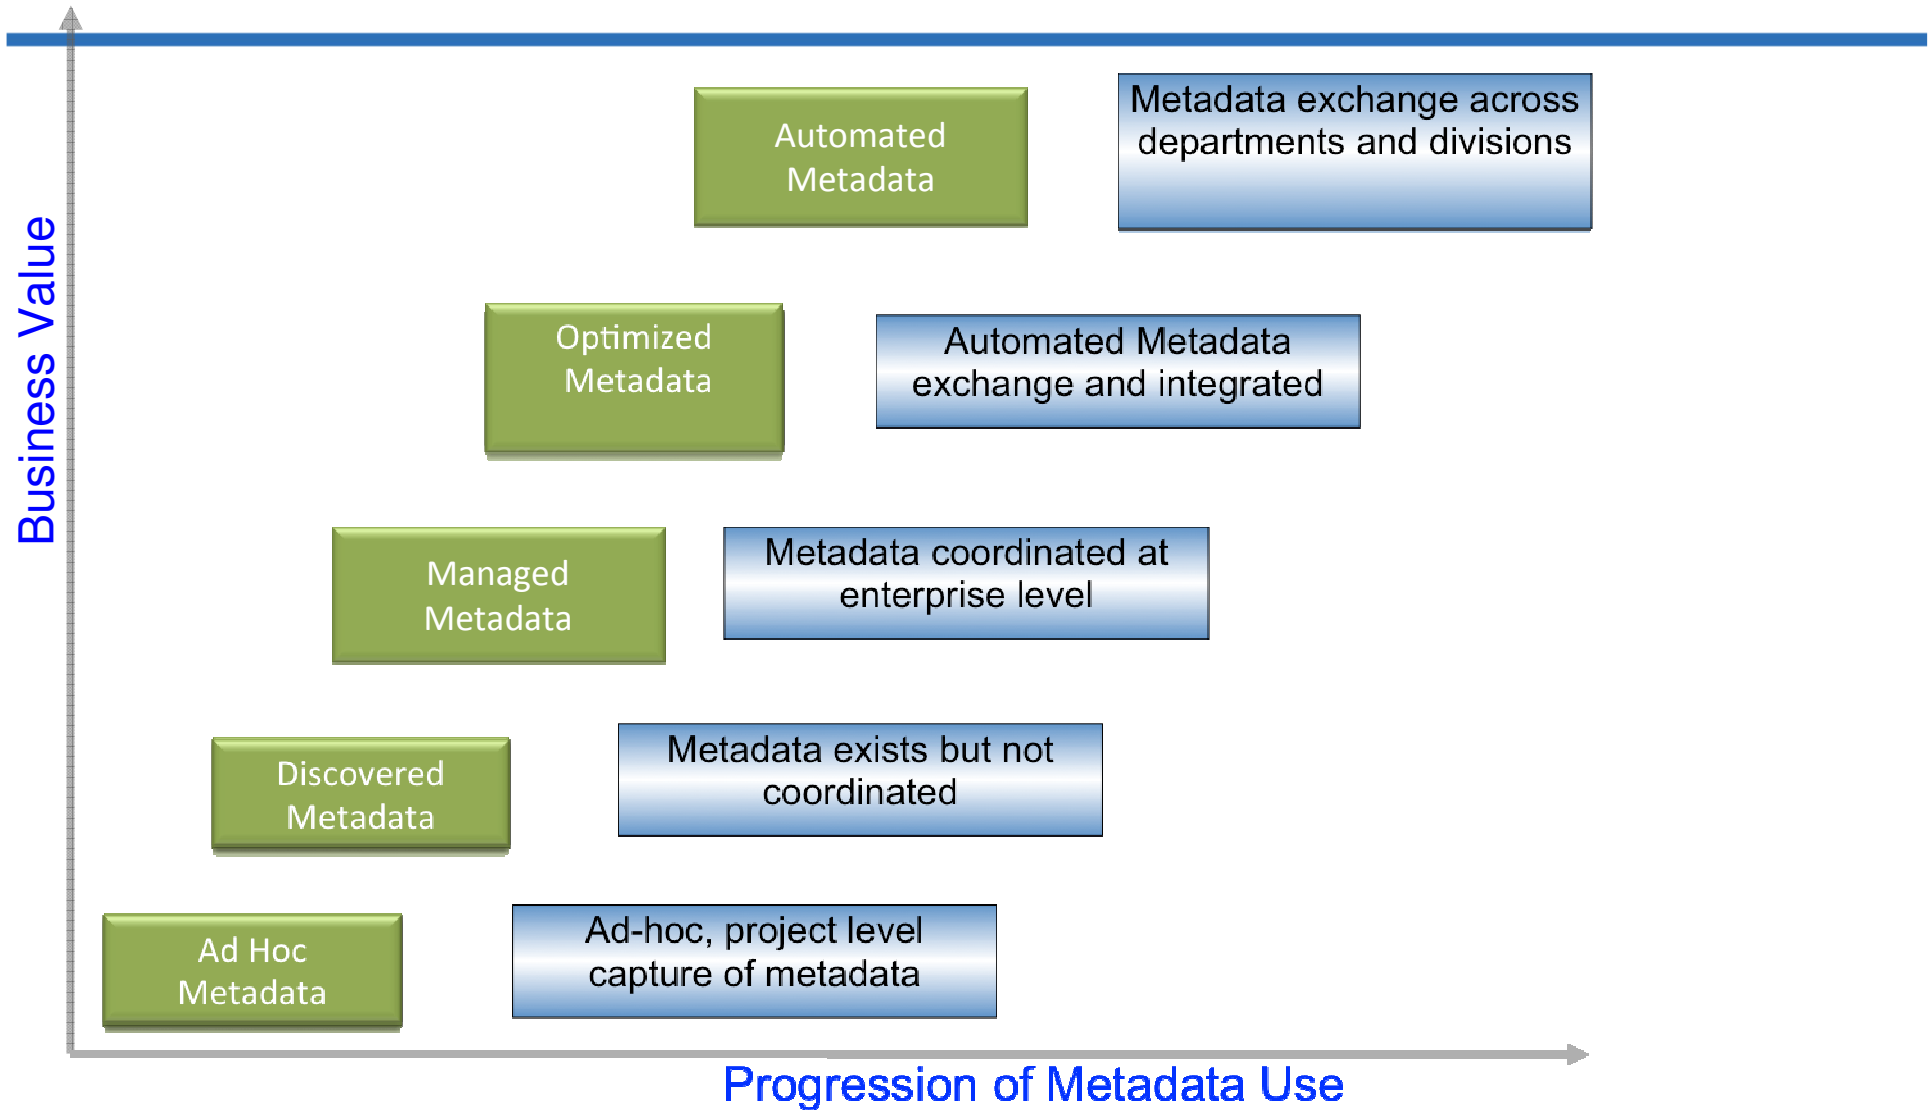 Automated
Metadata
Metadata exchange across
departments and divisions
Optimized
Metadata
Automated Metadata
exchange and integrated
Managed
Metadata
Metadata coordinated at
enterprise level
Discovered
Metadata
Metadata exists but not
coordinated
Ad Hoc
Metadata
Ad-hoc, project level
capture of metadata
Business Value
Progression of Metadata Use